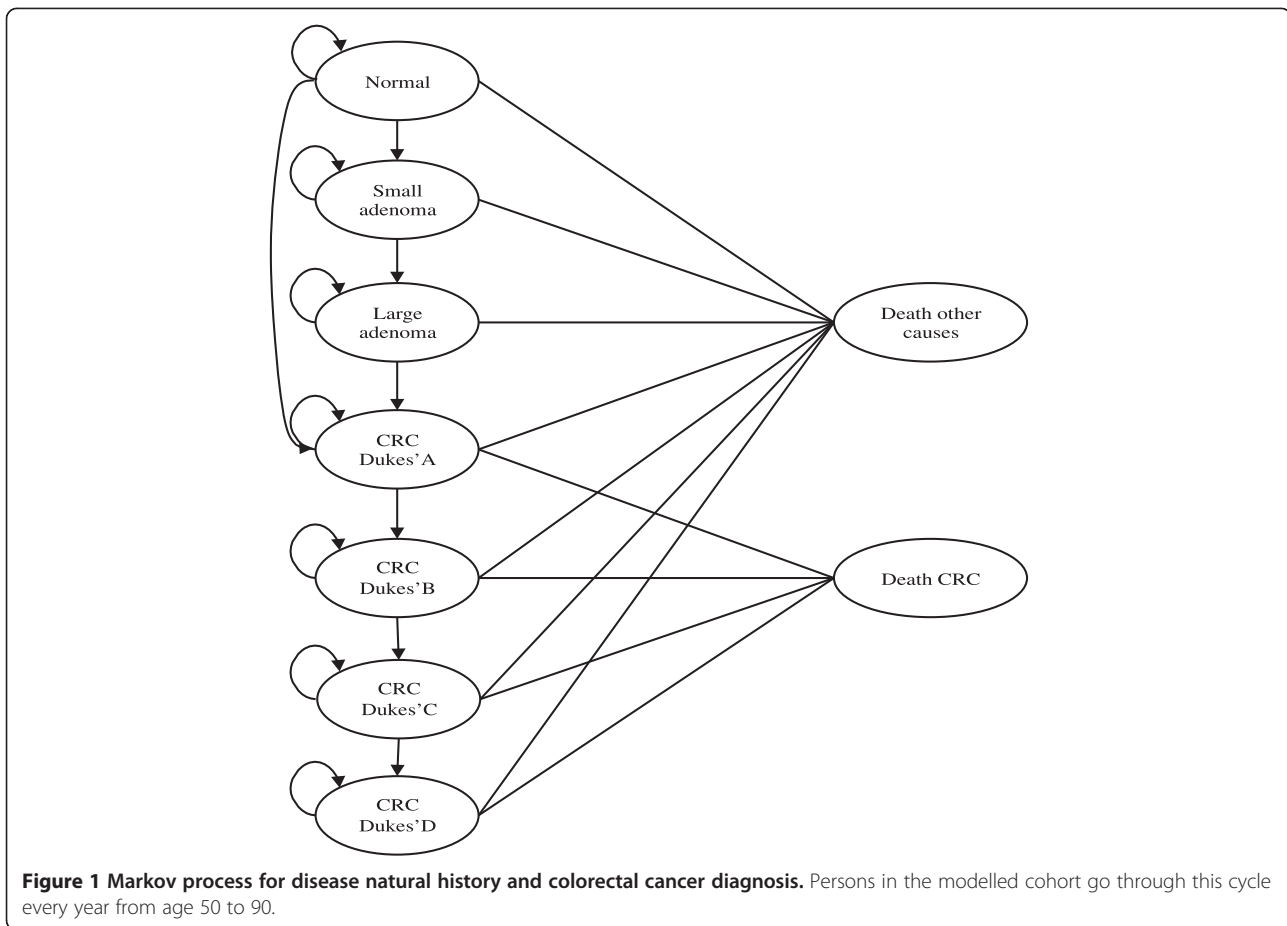 Normal
Small
adenoma
Large
adenoma
Death other
causes
CRC
Dukes'A
CRC
Dukes'B
Death CRC
CRC
Dukes'C
CRC
Dukes'D
Figure 1 Markov process for disease natural history and colorectal cancer diagnosis. Persons in the modelled cohort go through this cycle
every year from age 50 to 90.